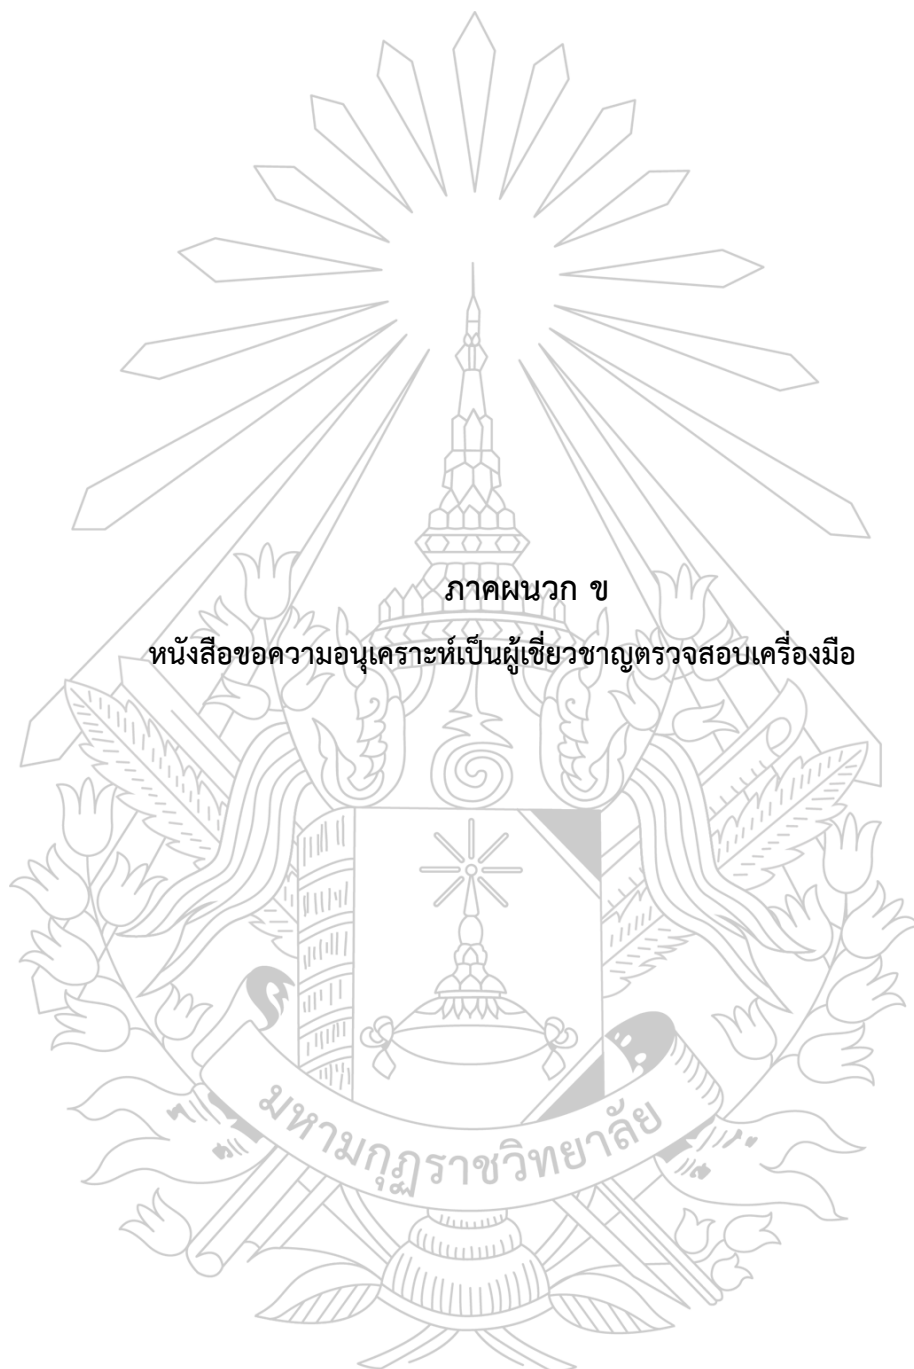 ภาคผนวก ข
หนังสือขอความอนุเคราะห์เป็นผู้เชี่ยวชาญตรวจสอบเครื่องมือ
มหามกุฏราชวิทยาลัย